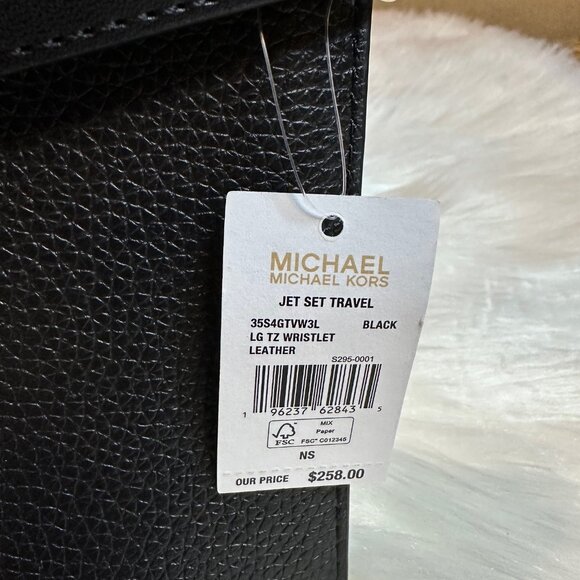 MICHAEL
MICHAEL KORS
JET SET TRAVEL
35S4GTVW3L BLACK
LG TZ WRISTLET
LEATHER
S295-0001
1 96237 62843 5
FSC
MIX
Paper
FSC® C012345
NS
OUR PRICE $258.00